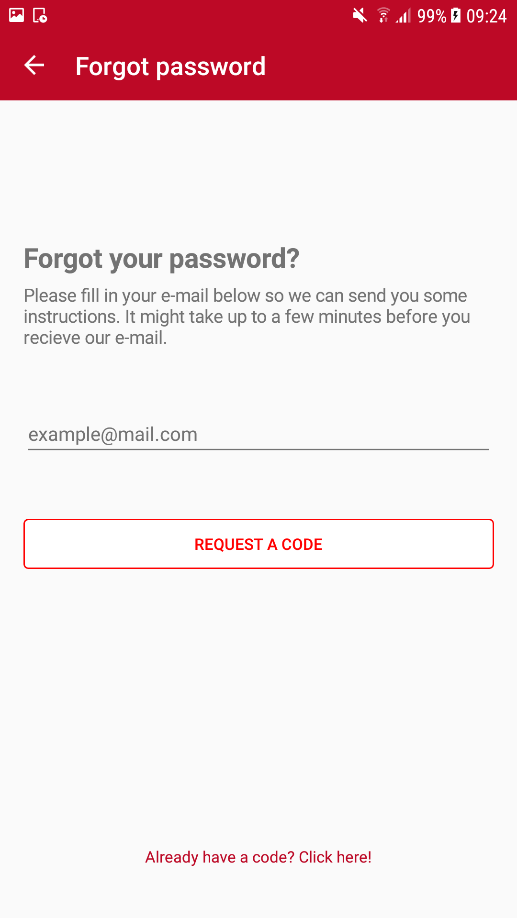 99% 09:24
Forgot password
Forgot your password?
Please fill in your e-mail below so we can send you some
instructions. It might take up to a few minutes before you
recieve our e-mail.
example@mail.com
REQUEST A CODE
Already have a code? Click here!